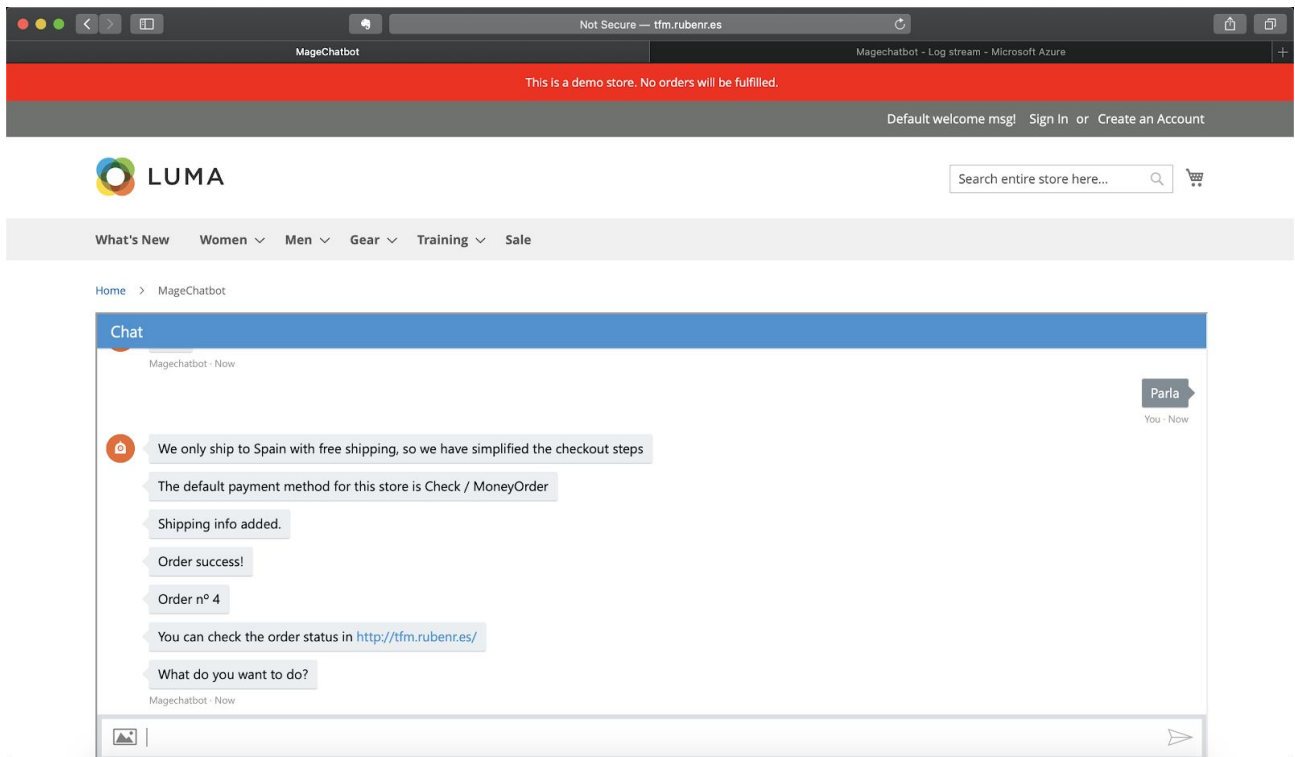 Not Secure — tfm.rubenr.es
MageChatbot
Magechatbot - Log stream - Microsoft Azure
This is a demo store. No orders will be fulfilled.
Default welcome msg! Sign In or Create an Account
LUMA
Search entire store here...
What's New Women Men Gear Training Sale
Home > MageChatbot
Chat
Magechatbot · Now
Parla
You · Now
We only ship to Spain with free shipping, so we have simplified the checkout steps
The default payment method for this store is Check / MoneyOrder
Shipping info added.
Order success!
Order nº 4
You can check the order status in http://tfm.rubenr.es/
What do you want to do?
Magechatbot · Now